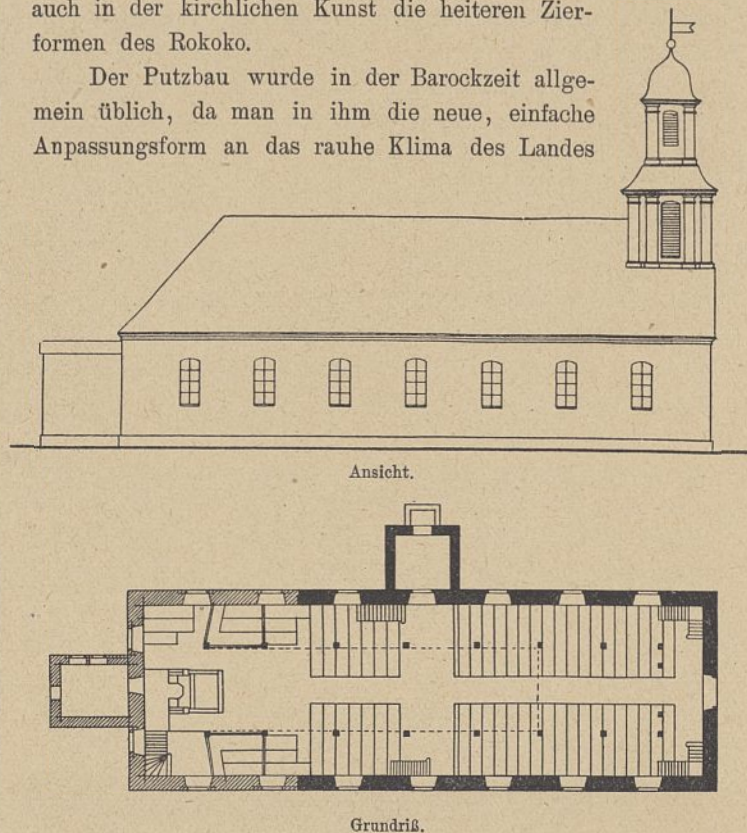 auch in der kirchlichen Kunst die heiteren Zier-
formen des Rokoko.
Der Putzbau wurde in der Barockzeit allge-
mein üblich, da man in ihm die neue, einfache
Anpassungsform an das rauhe Klima des Landes
Ansicht.
Grundriß.